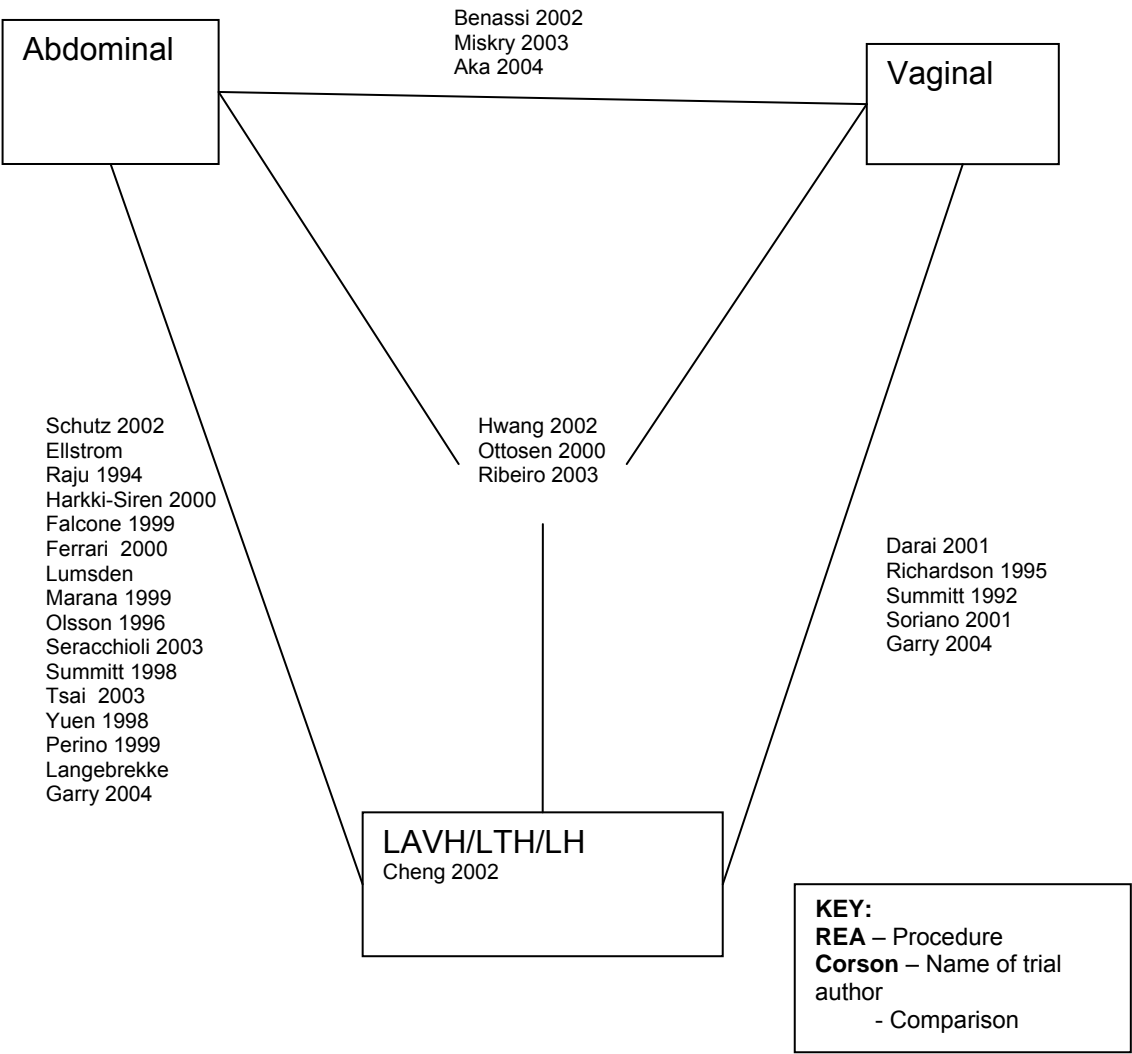 Benassi 2002
Miskry 2003
Aka 2004
Abdominal
Vaginal
Schutz 2002
Ellstrom
Raju 1994
Harkki-Siren 2000
Falcone 1999
Ferrari 2000
Lumsden
Marana 1999
Olsson 1996
Seracchioli 2003
Summitt 1998
Tsai 2003
Yuen 1998
Perino 1999
Langebrekke
Garry 2004
Hwang 2002
Ottosen 2000
Ribeiro 2003
Darai 2001
Richardson 1995
Summitt 1992
Soriano 2001
Garry 2004
LAVH/LTH/LH
Cheng 2002
KEY:
REA – Procedure
Corson – Name of trial
author
- Comparison